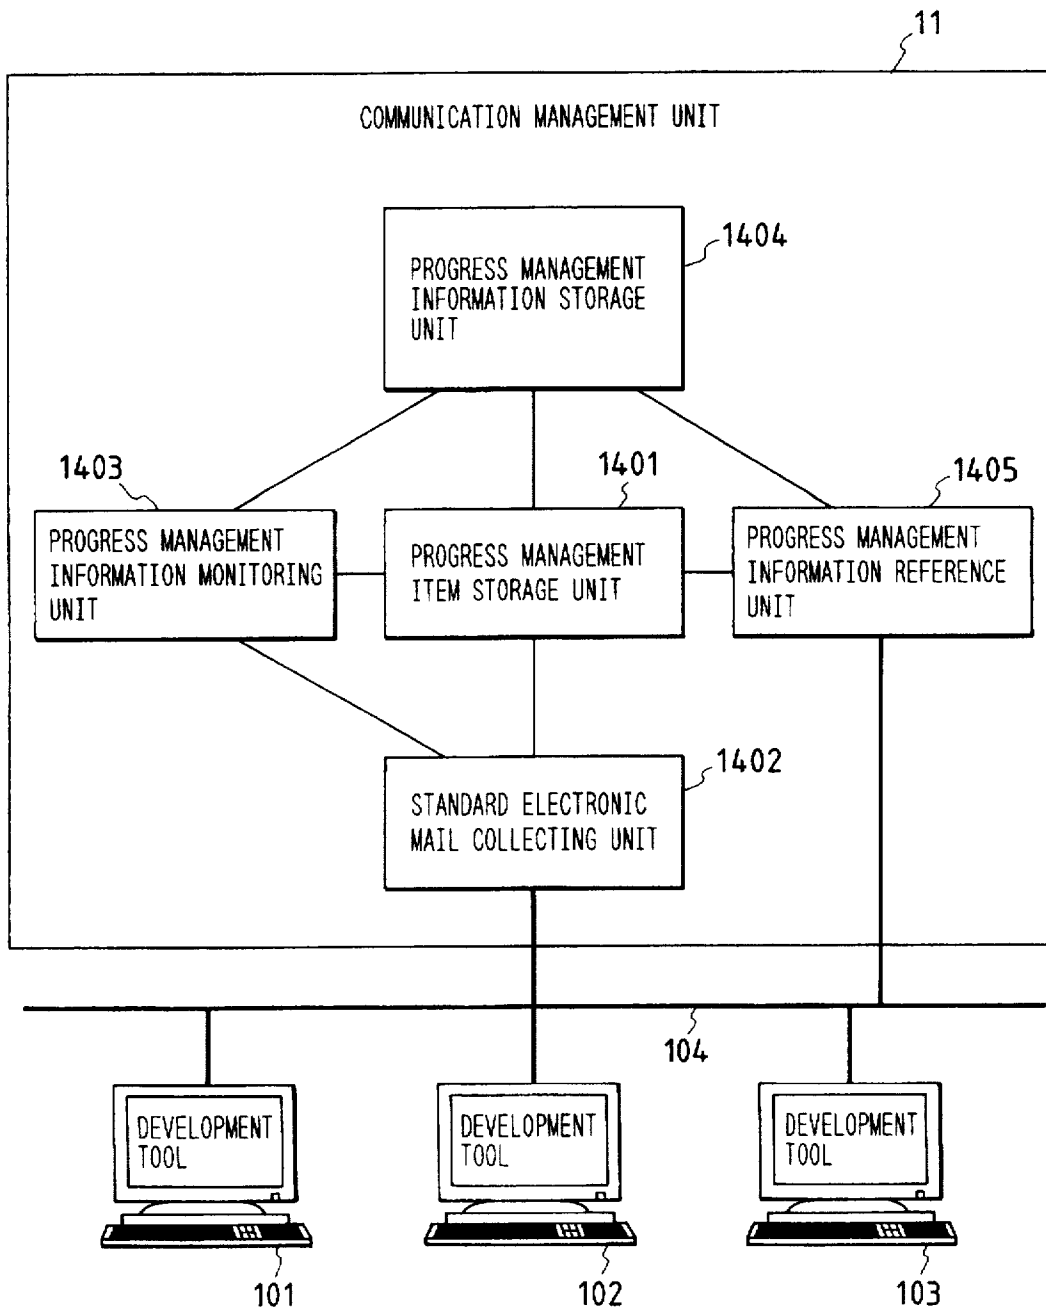 11
COMMUNICATION MANAGEMENT UNIT
1404
PROGRESS MANAGEMENT
INFORMATION STORAGE
UNIT
1403
1401
1405
PROGRESS MANAGEMENT
INFORMATION MONITORING
UNIT
PROGRESS MANAGEMENT
ITEM STORAGE UNIT
PROGRESS MANAGEMENT
INFORMATION REFERENCE
UNIT
1402
STANDARD ELECTRONIC
MAIL COLLECTING UNIT
104
DEVELOPMENT
TOOL
DEVELOPMENT
TOOL
DEVELOPMENT
TOOL
101
102
103